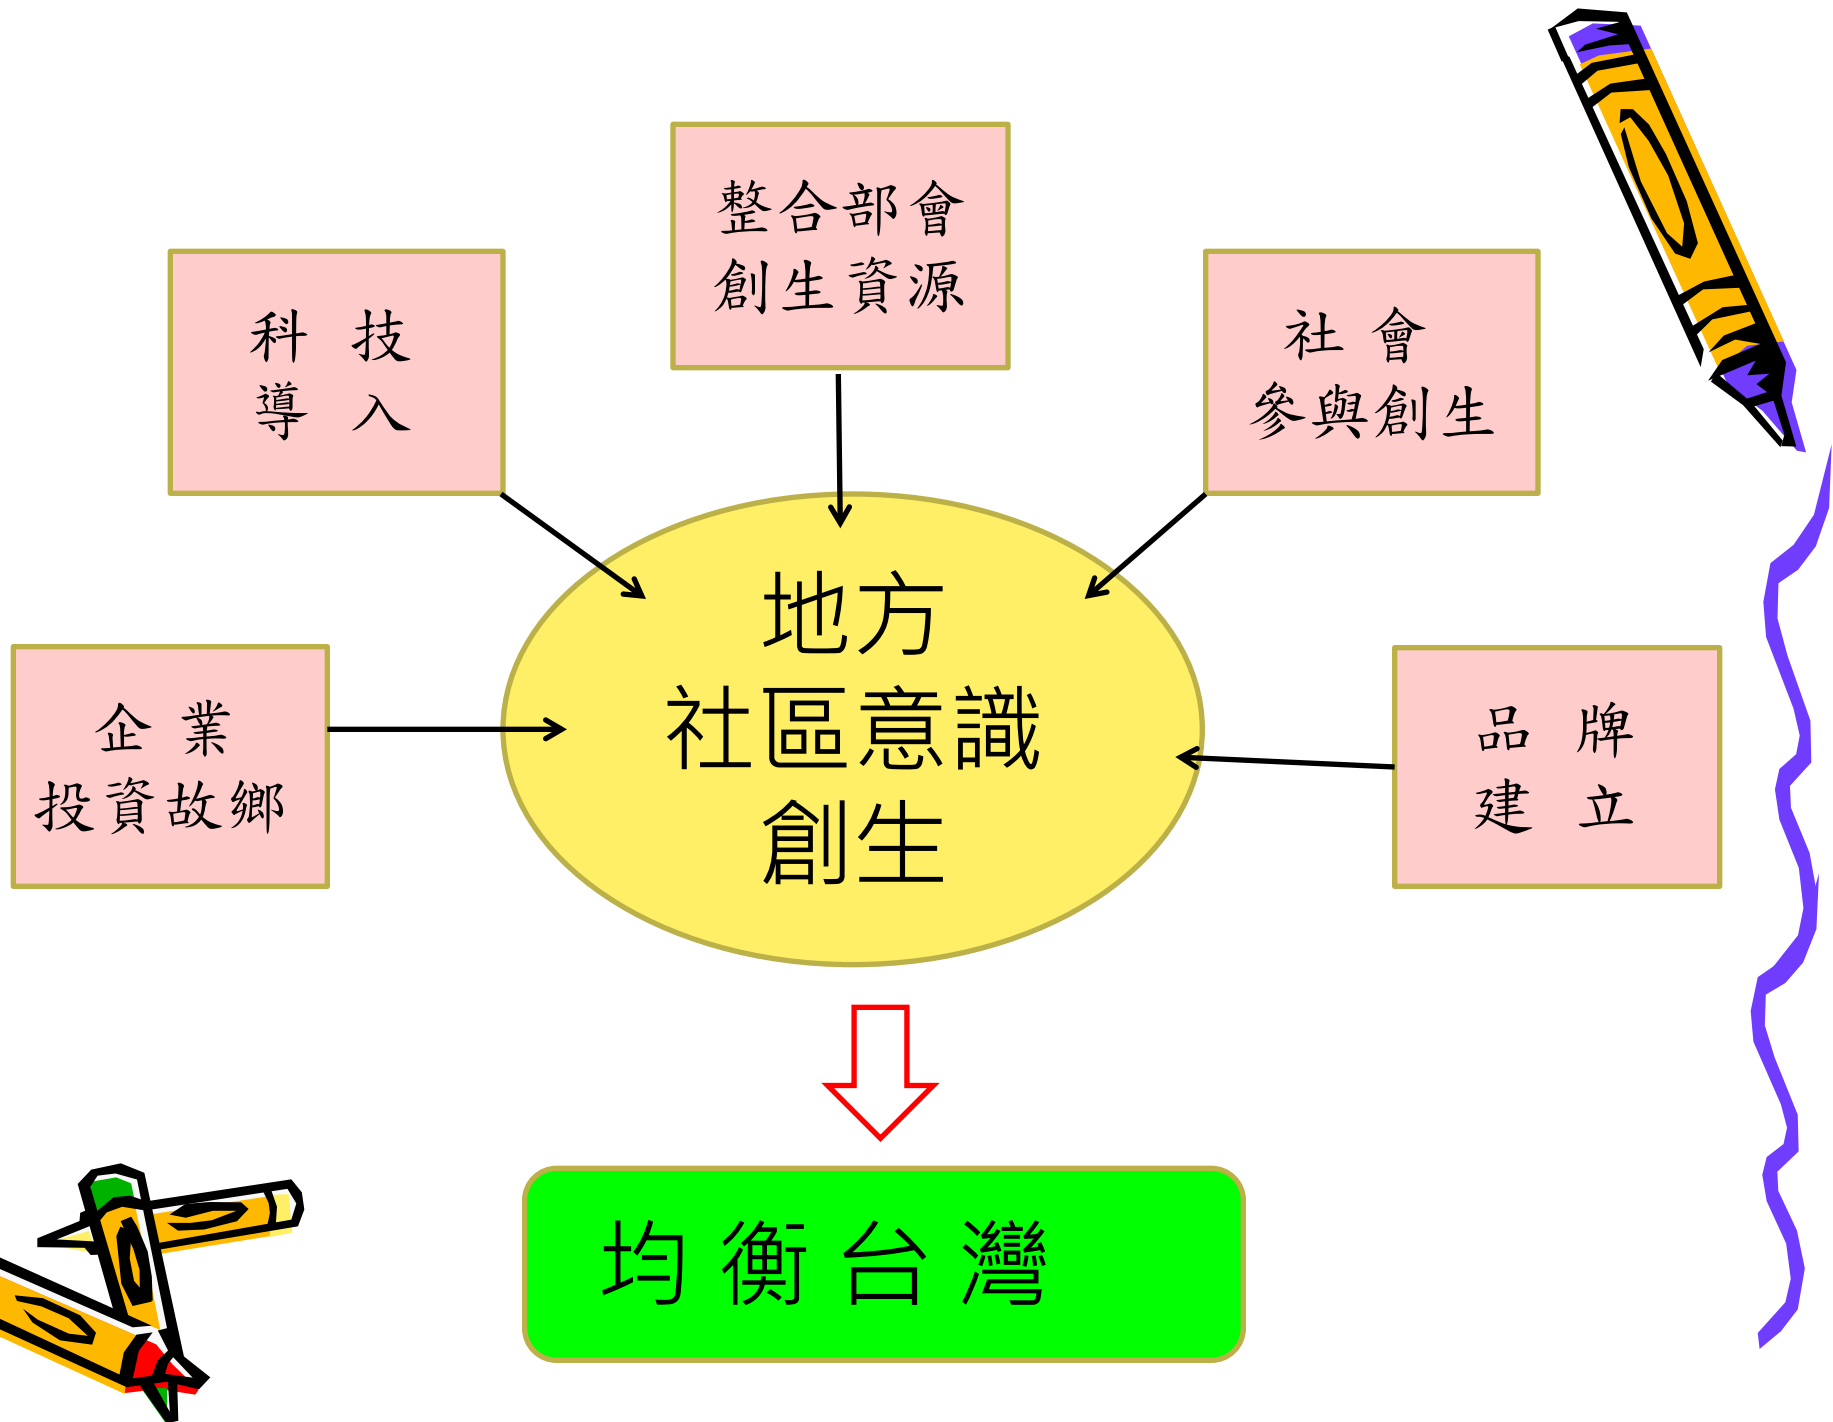 整合部會
創生資源
科 技
導 入
社 會
參與創生
地方
社區意識
創生
企 業
投資故鄉
品 牌
建 立
均 衡 台 灣